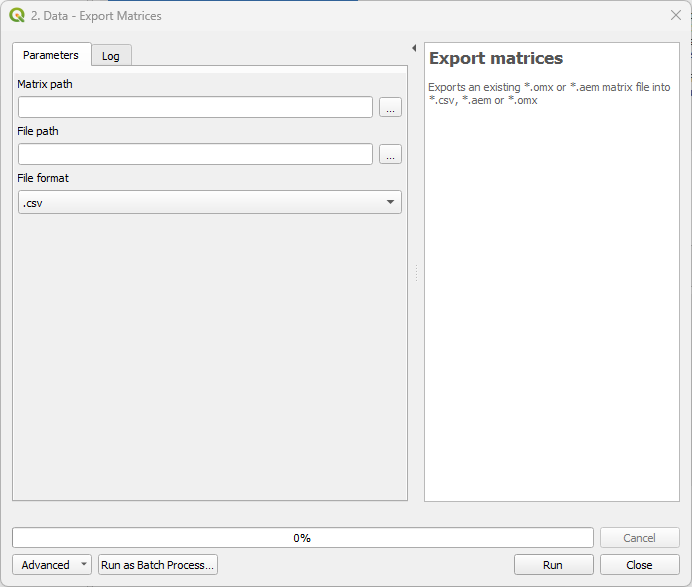 2. Data - Export Matrices
Parameters
Log
Matrix path
...
File path
...
File format
.csv
Export matrices
Exports an existing *.omx or *.aem matrix file into
*.csv, *.aem or *.omx
0%
Cancel
Advanced
Run as Batch Process...
Run
Close